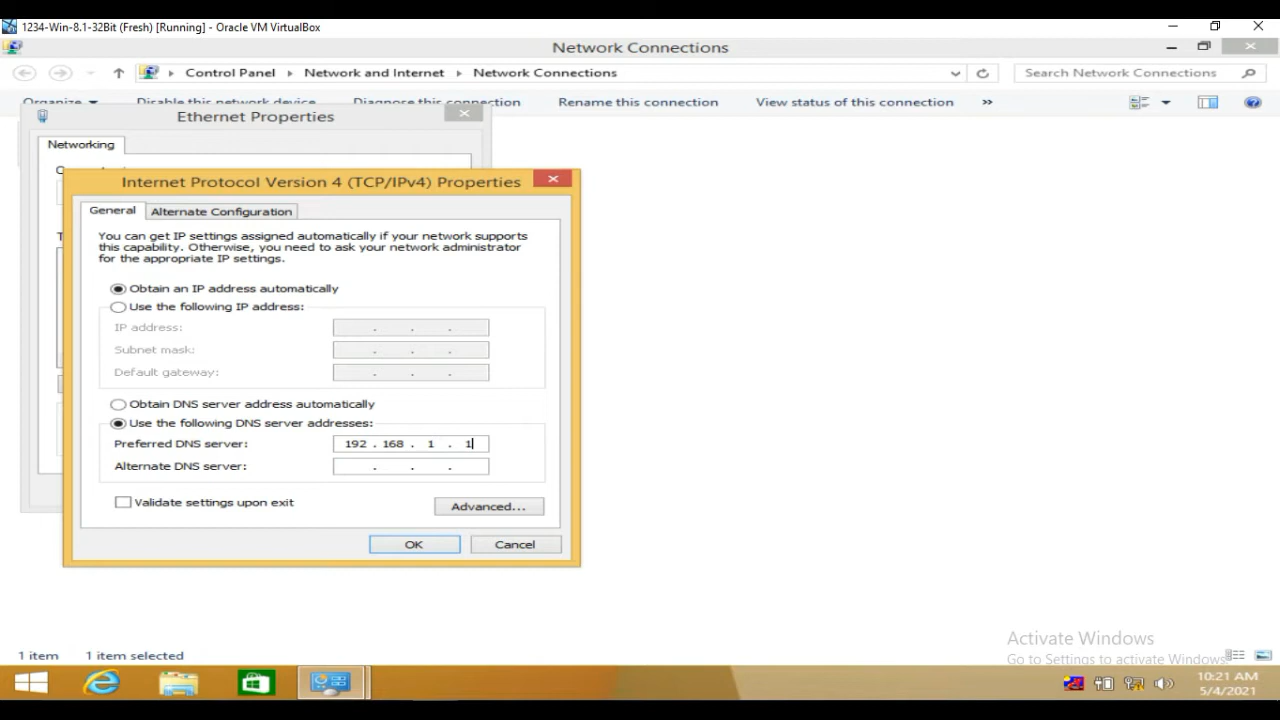 1234-Win-8.1-32Bit (Fresh) [Running] - Oracle VM VirtualBox
Network Connections
Control Panel Network and Internet Network Connections
Search Network Connections
Organize Disable this network device Diagnose this connection Rename this connection View status of this connection »
Ethernet Properties
Networking
Internet Protocol Version 4 (TCP/IPv4) Properties
General Alternate Configuration
You can get IP settings assigned automatically if your network supports
this capability. Otherwise, you need to ask your network administrator
for the appropriate IP settings.
Obtain an IP address automatically
Use the following IP address:
IP address: . . .
Subnet mask: . . .
Default gateway: . . .
Obtain DNS server address automatically
Use the following DNS server addresses:
Preferred DNS server: 192 . 168 . 1 . 1
Alternate DNS server: . . .
Validate settings upon exit
Advanced...
OK Cancel
Activate Windows
Go to Settings to activate Windows
1 item 1 item selected
10:21 AM
5/4/2021